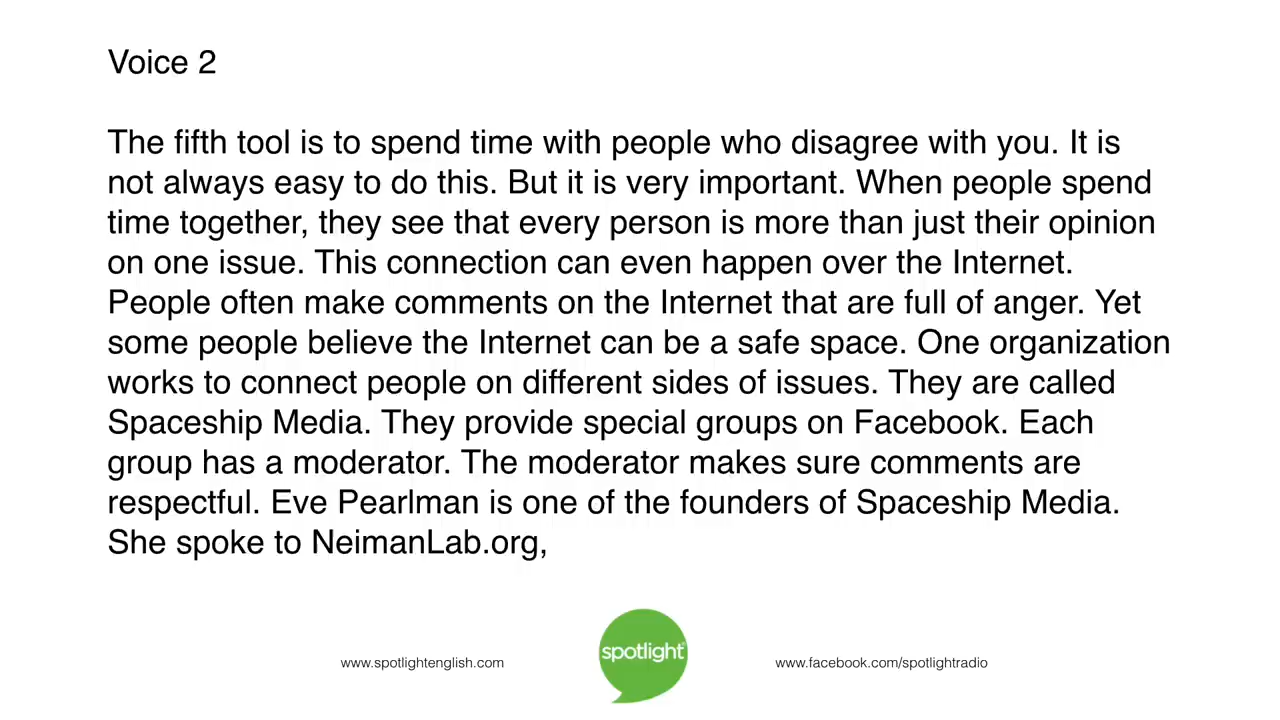 Voice 2
The fifth tool is to spend time with people who disagree with you. It is
not always easy to do this. But it is very important. When people spend
time together, they see that every person is more than just their opinion
on one issue. This connection can even happen over the Internet.
People often make comments on the Internet that are full of anger. Yet
some people believe the Internet can be a safe space. One organization
works to connect people on different sides of issues. They are called
Spaceship Media. They provide special groups on Facebook. Each
group has a moderator. The moderator makes sure comments are
respectful. Eve Pearlman is one of the founders of Spaceship Media.
She spoke to NeimanLab.org,
www.spotlightenglish.com
spotlight
www.facebook.com/spotlightradio